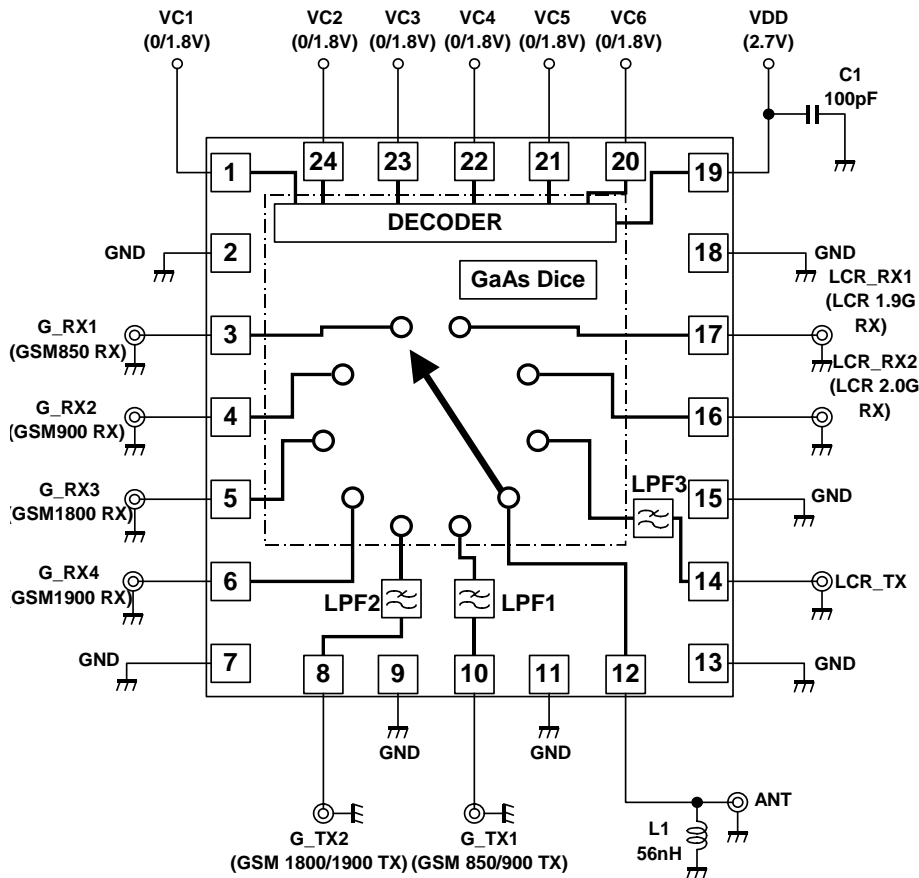 VC1
(0/1.8V)
VC2
(0/1.8V)
VC3
(0/1.8V)
VC4
(0/1.8V)
VC5
(0/1.8V)
VC6
(0/1.8V)
VDD
(2.7V)
C1
100pF
1
24
23
22
21
20
19
DECODER
GND
2
18
GND
GaAs Dice
G_RX1
(GSM850 RX)
3
17
LCR_RX1
(LCR 1.9G
RX)
G_RX2
(GSM900 RX)
4
16
LCR_RX2
(LCR 2.0G
RX)
G_RX3
(GSM1800 RX)
5
LPF3
15
GND
G_RX4
(GSM1900 RX)
6
LPF2
LPF1
14
LCR_TX
GND
7
8
9
10
11
12
13
GND
GND
GND
G_TX2
(GSM 1800/1900 TX)
G_TX1
(GSM 850/900 TX)
L1
56nH
ANT